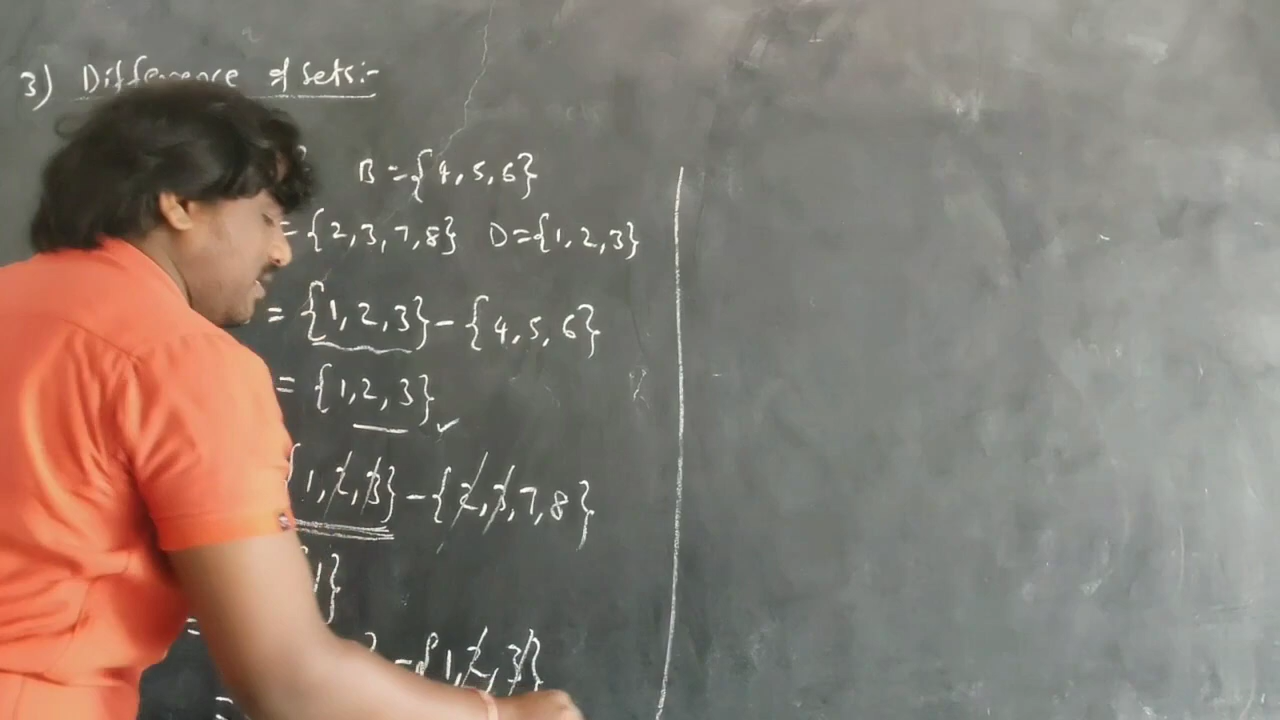 3) Difference of Sets:-
B = {4, 5, 6}
= {2, 3, 7, 8} D = {1, 2, 3}
= {1, 2, 3} - {4, 5, 6}
= {1, 2, 3}
{1, 2, 3} - {2, 3, 7, 8}
1}
= } - {1, 2, 3}
=